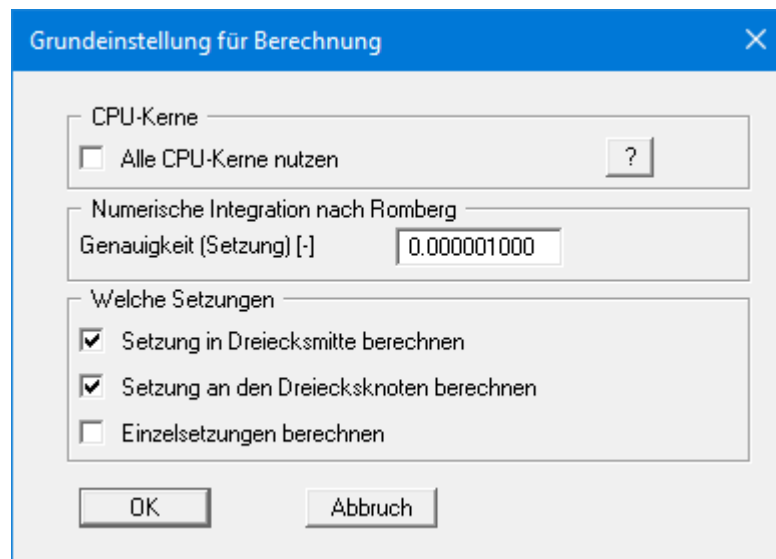 Grundeinstellung für Berechnung
CPU-Kerne
Alle CPU-Kerne nutzen
?
Numerische Integration nach Romberg
Genauigkeit (Setzung) [-] 0.000001000
Welche Setzungen
Setzung in Dreiecksmitte berechnen
Setzung an den Dreiecksknoten berechnen
Einzelsetzungen berechnen
OK Abbruch